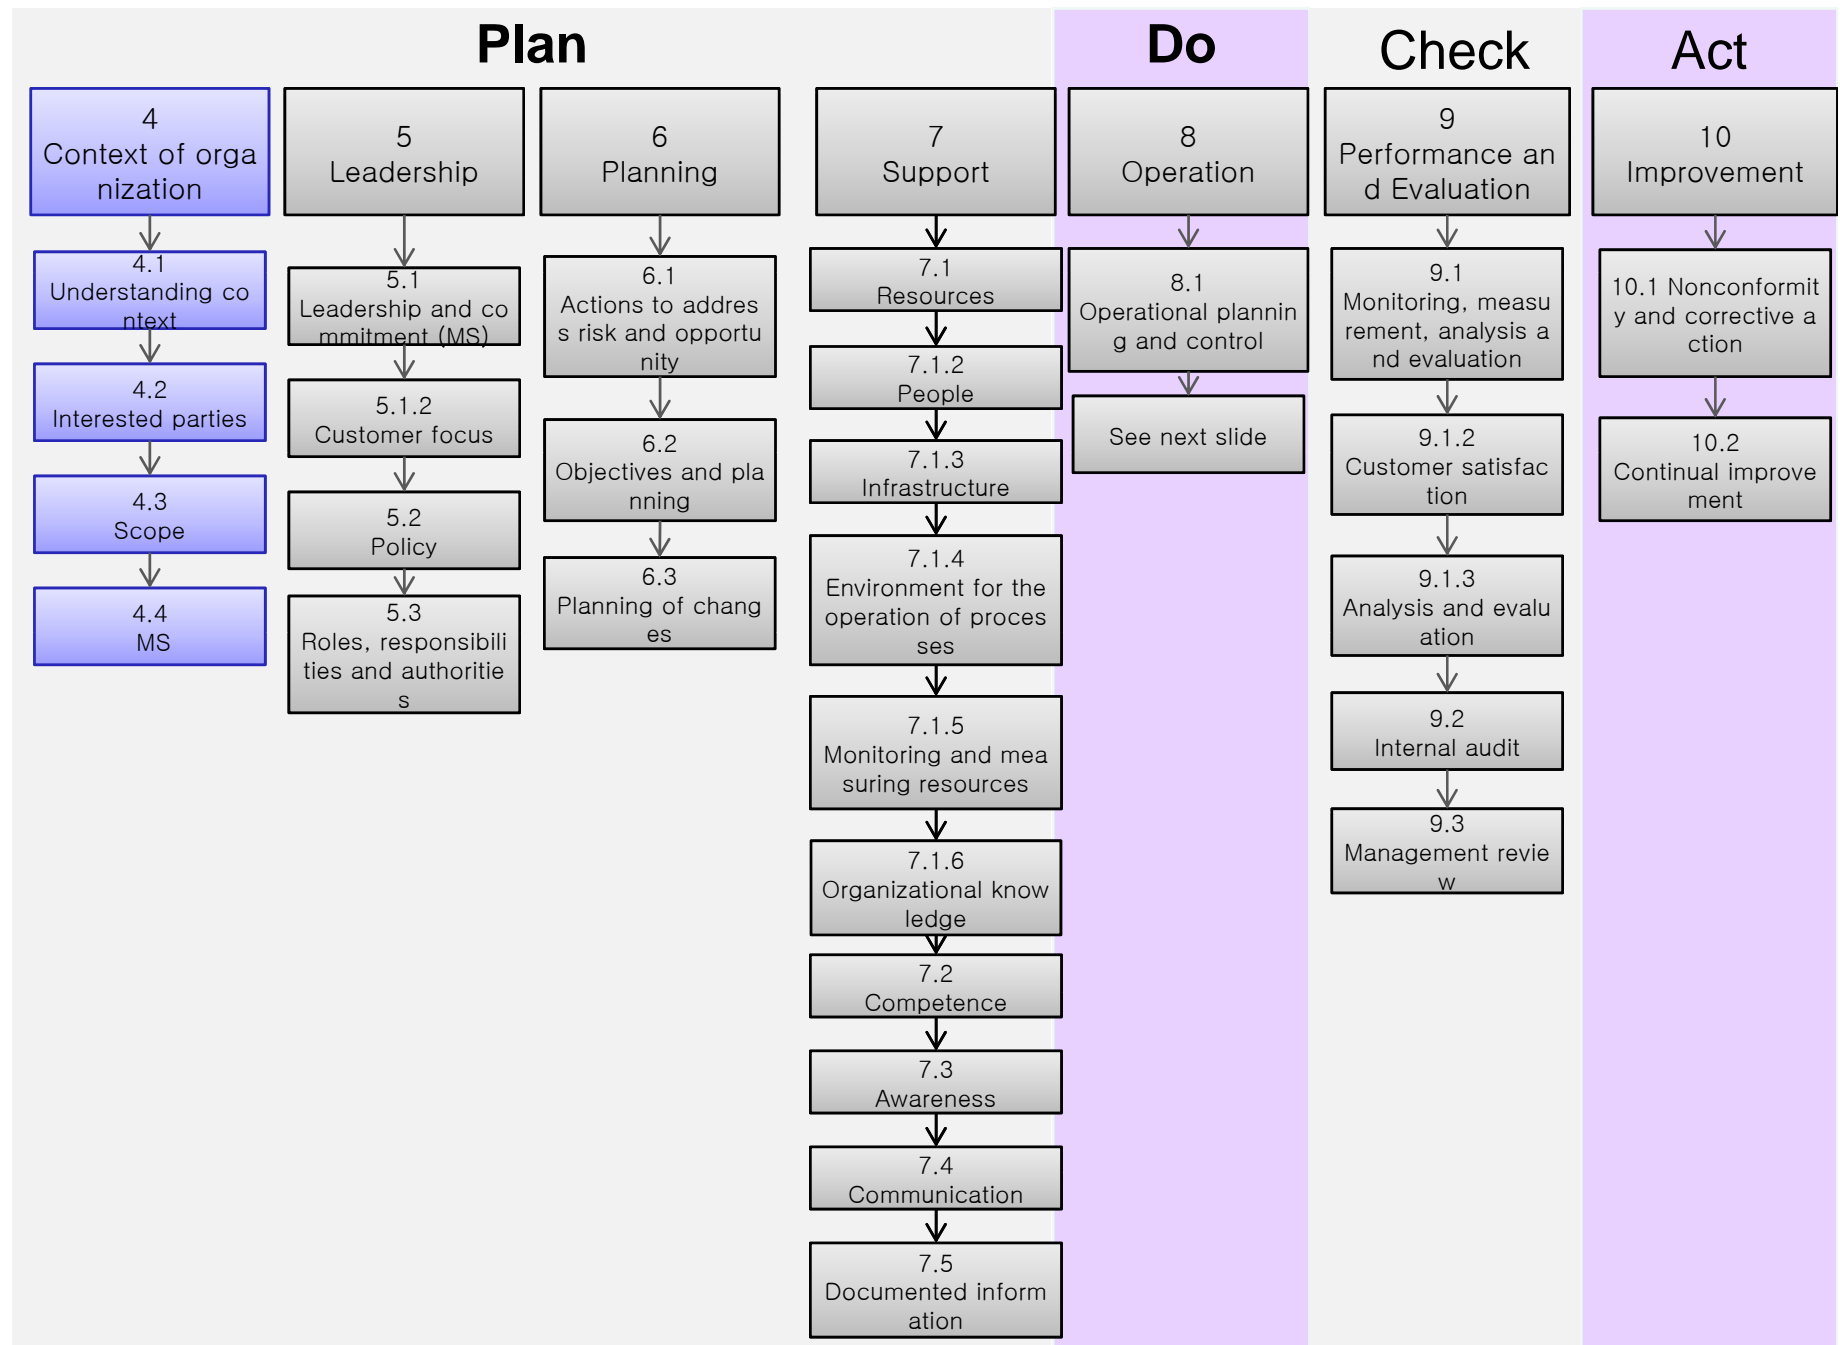 Plan
Do
Check
Act
4
Context of orga
nization
4.1
Understanding co
ntext
4.2
Interested parties
4.3
Scope
4.4
MS
5
Leadership
5.1
Leadership and co
mmitment (MS)
5.1.2
Customer focus
5.2
Policy
5.3
Roles, responsibili
ties and authoritie
s
6
Planning
6.1
Actions to addres
s risk and opportu
nity
6.2
Objectives and pla
nning
6.3
Planning of chang
es
7
Support
7.1
Resources
7.1.2
People
7.1.3
Infrastructure
7.1.4
Environment for the
operation of proces
ses
7.1.5
Monitoring and mea
suring resources
7.1.6
Organizational know
ledge
7.2
Competence
7.3
Awareness
7.4
Communication
7.5
Documented inform
ation
8
Operation
8.1
Operational plannin
g and control
See next slide
9
Performance an
d Evaluation
9.1
Monitoring, measu
rement, analysis a
nd evaluation
9.1.2
Customer satisfac
tion
9.1.3
Analysis and evalu
ation
9.2
Internal audit
9.3
Management revie
w
10
Improvement
10.1 Nonconformit
y and corrective a
ction
10.2
Continual improve
ment